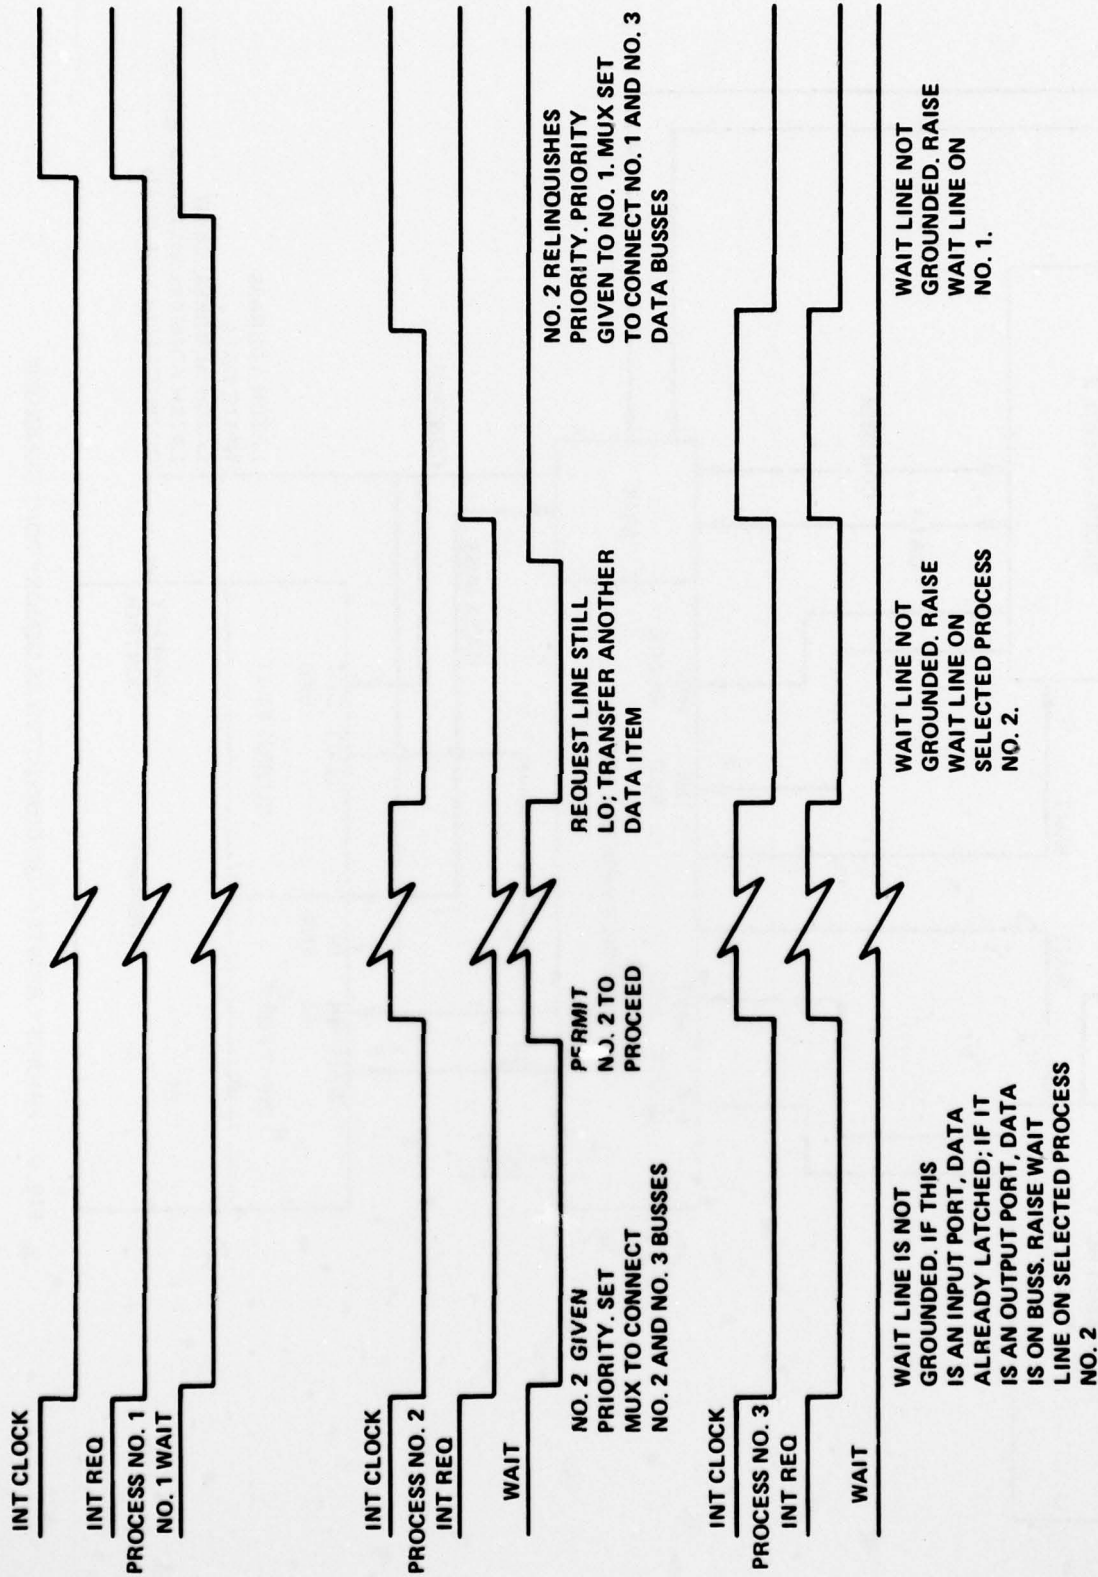 INT CLOCK
INT REQ
PROCESS NO. 1
NO. 1 WAIT
INT CLOCK
PROCESS NO. 2
INT REQ
WAIT
NO. 2 GIVEN
PRIORITY. SET
MUX TO CONNECT
NO. 2 AND NO. 3 BUSSES
PERMIT
NO. 2 TO
PROCEED
REQUEST LINE STILL
LO; TRANSFER ANOTHER
DATA ITEM
NO. 2 RELINQUISHES
PRIORITY. PRIORITY
GIVEN TO NO. 1. MUX SET
TO CONNECT NO. 1 AND NO. 3
DATA BUSSES
INT CLOCK
PROCESS NO. 3
INT REQ
WAIT
WAIT LINE IS NOT
GROUNDED. IF THIS
IS AN INPUT PORT, DATA
ALREADY LATCHED; IF IT
IS AN OUTPUT PORT, DATA
IS ON BUSS. RAISE WAIT
LINE ON SELECTED PROCESS
NO. 2
WAIT LINE NOT
GROUNDED. RAISE
WAIT LINE ON
SELECTED PROCESS
NO. 2.
WAIT LINE NOT
GROUNDED. RAISE
WAIT LINE ON
NO. 1.